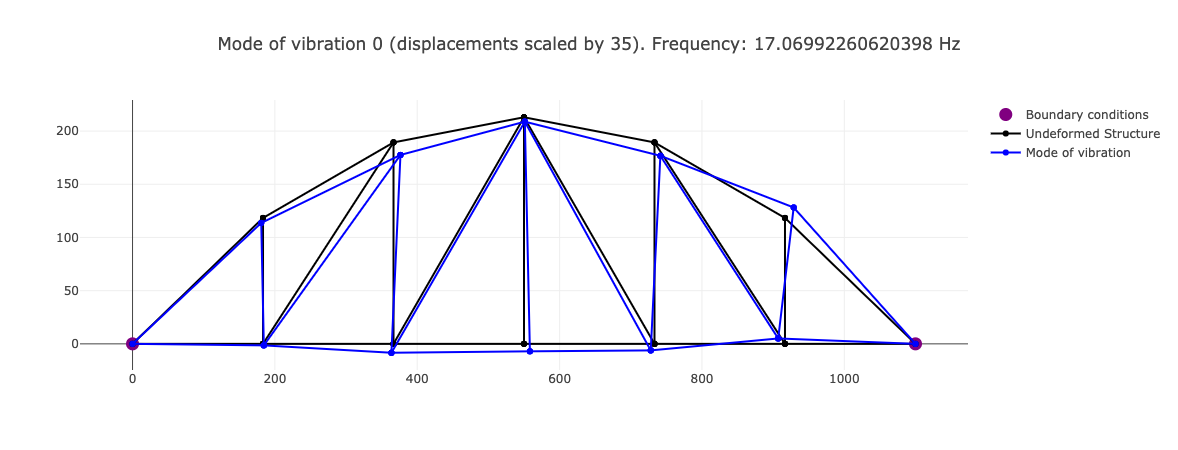 Mode of vibration 0 (displacements scaled by 35). Frequency: 17.06992260620398 Hz
Boundary conditions
Undeformed Structure
Mode of vibration
200
150
100
50
0
0 200 400 600 800 1000